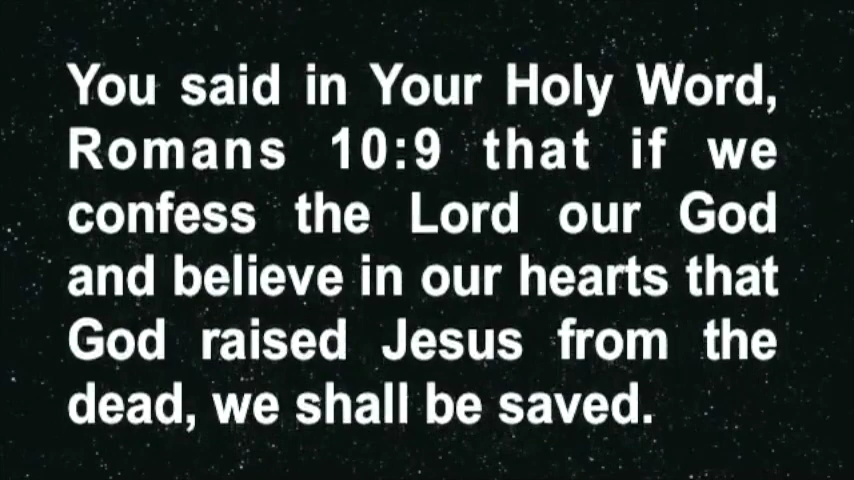 You said in Your Holy Word,
Romans 10:9 that if we
confess the Lord our God
and believe in our hearts that
God raised Jesus from the
dead, we shall be saved.